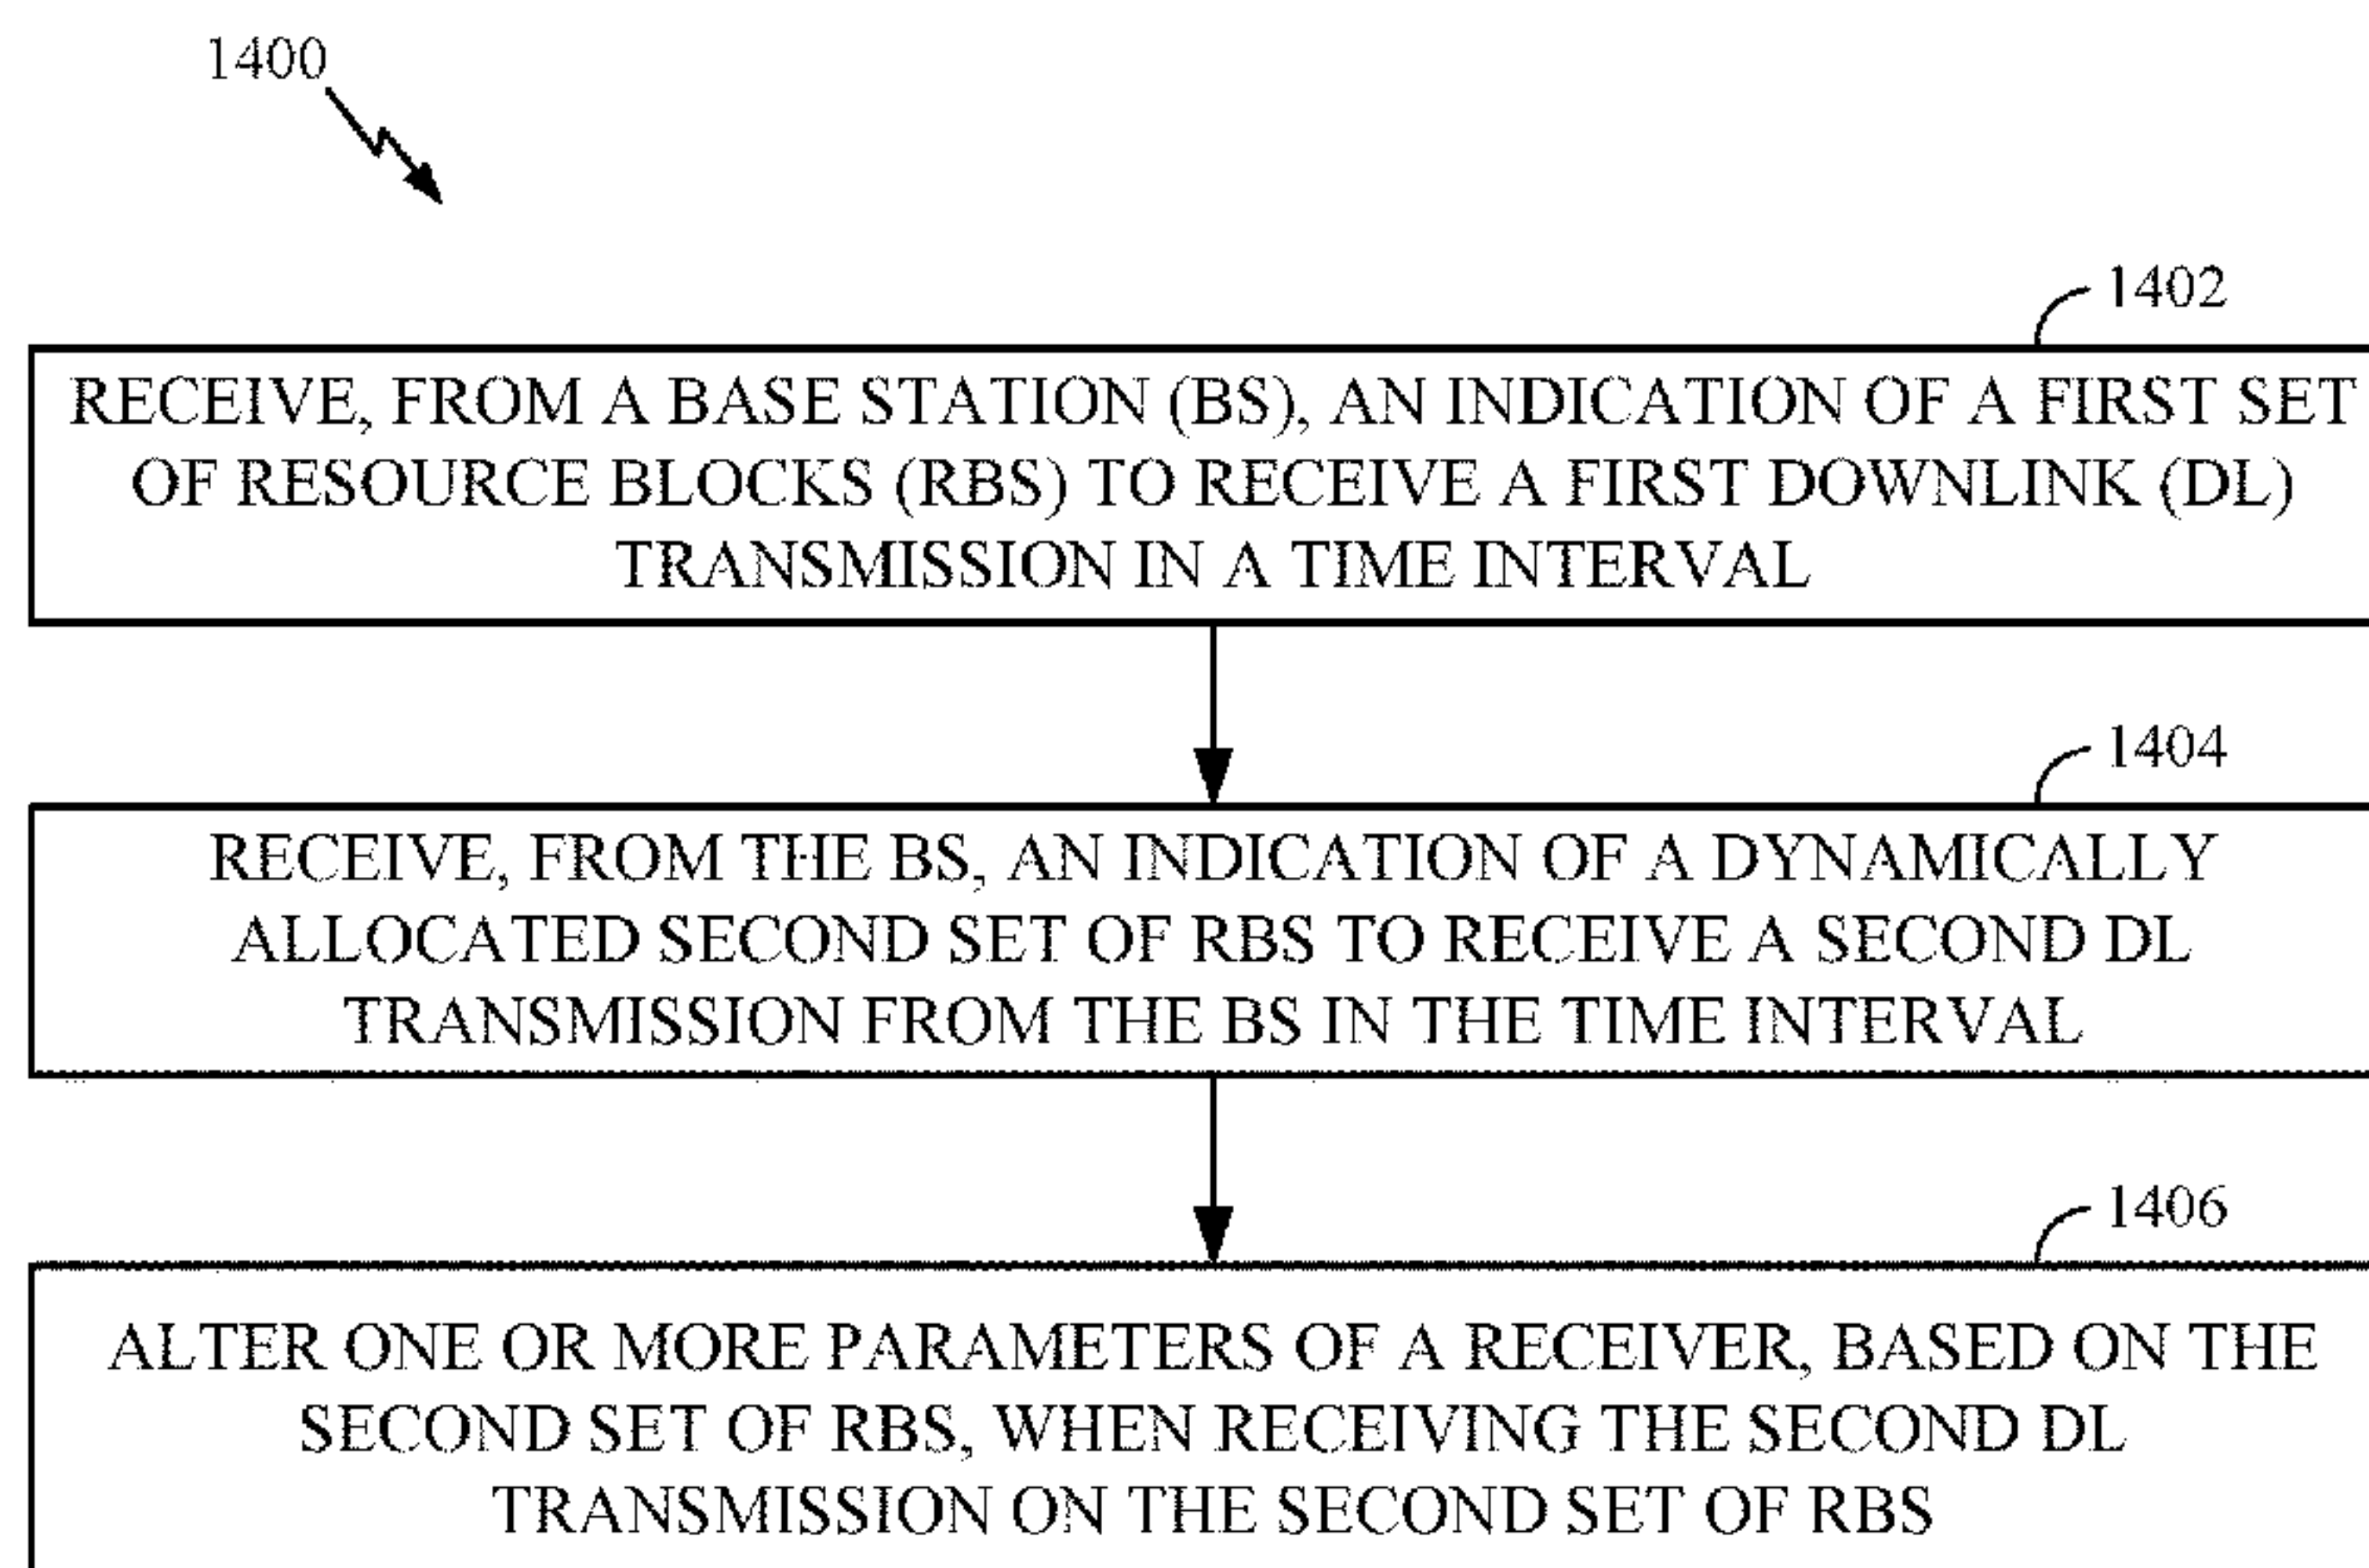 1400
1402
RECEIVE, FROM A BASE STATION (BS), AN INDICATION OF A FIRST SET
OF RESOURCE BLOCKS (RBS) TO RECEIVE A FIRST DOWNLINK (DL)
TRANSMISSION IN A TIME INTERVAL
1404
RECEIVE, FROM THE BS, AN INDICATION OF A DYNAMICALLY
ALLOCATED SECOND SET OF RBS TO RECEIVE A SECOND DL
TRANSMISSION FROM THE BS IN THE TIME INTERVAL
1406
ALTER ONE OR MORE PARAMETERS OF A RECEIVER, BASED ON THE
SECOND SET OF RBS, WHEN RECEIVING THE SECOND DL
TRANSMISSION ON THE SECOND SET OF RBS